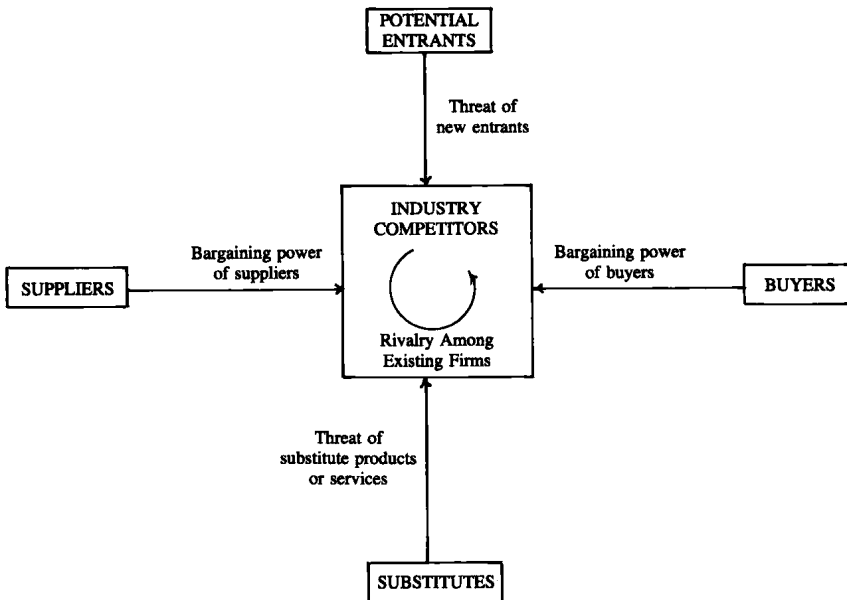 POTENTIAL
ENTRANTS
Threat of
new entrants
INDUSTRY
COMPETITORS
Bargaining power
of suppliers
Bargaining power
of buyers
SUPPLIERS
BUYERS
Rivalry Among
Existing Firms
Threat of
substitute products
or services
SUBSTITUTES